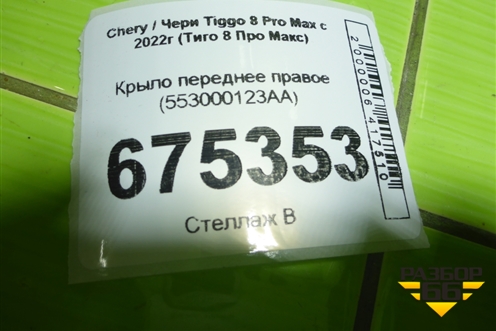 Chery / Чери Tiggo 8 Pro Max с
2022г (Тиго 8 Про Макс)
Крыло переднее правое
(553000123AA)
675353
Стеллаж В
2000006417510
РАЗБОР
66